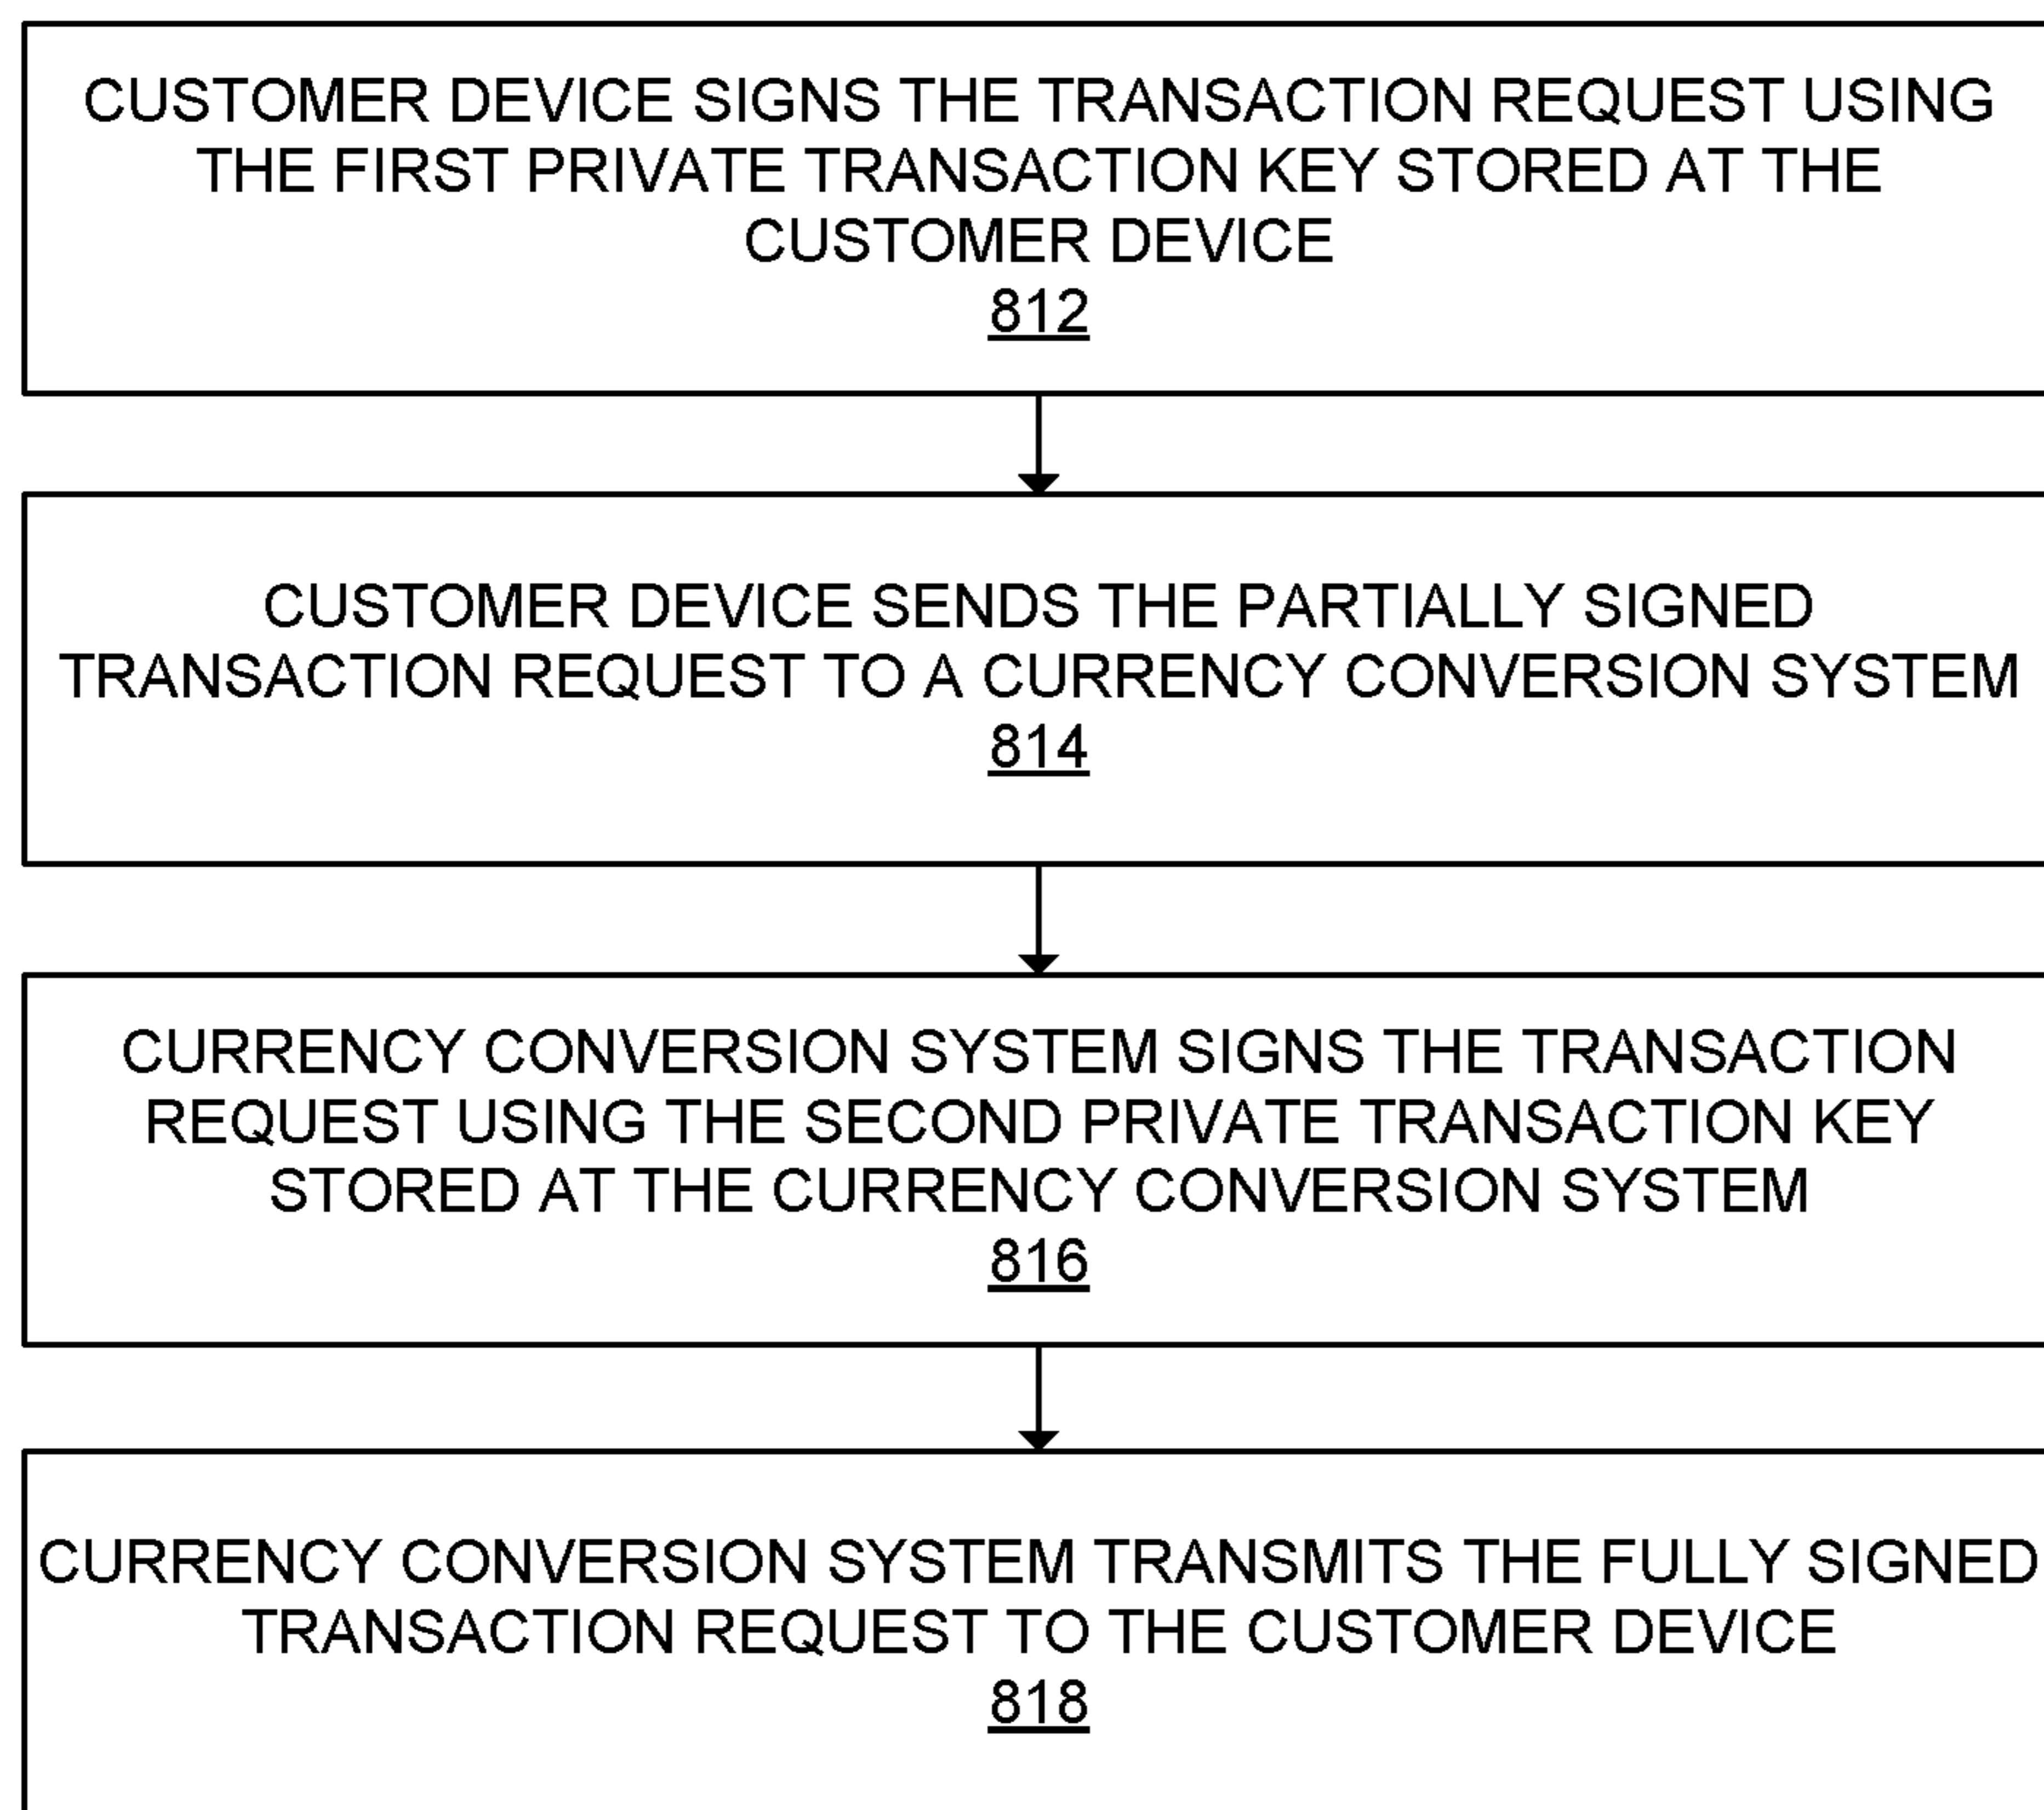 CUSTOMER DEVICE SIGNS THE TRANSACTION REQUEST USING
THE FIRST PRIVATE TRANSACTION KEY STORED AT THE
CUSTOMER DEVICE
812
CUSTOMER DEVICE SENDS THE PARTIALLY SIGNED
TRANSACTION REQUEST TO A CURRENCY CONVERSION SYSTEM
814
CURRENCY CONVERSION SYSTEM SIGNS THE TRANSACTION
REQUEST USING THE SECOND PRIVATE TRANSACTION KEY
STORED AT THE CURRENCY CONVERSION SYSTEM
816
CURRENCY CONVERSION SYSTEM TRANSMITS THE FULLY SIGNED
TRANSACTION REQUEST TO THE CUSTOMER DEVICE
818